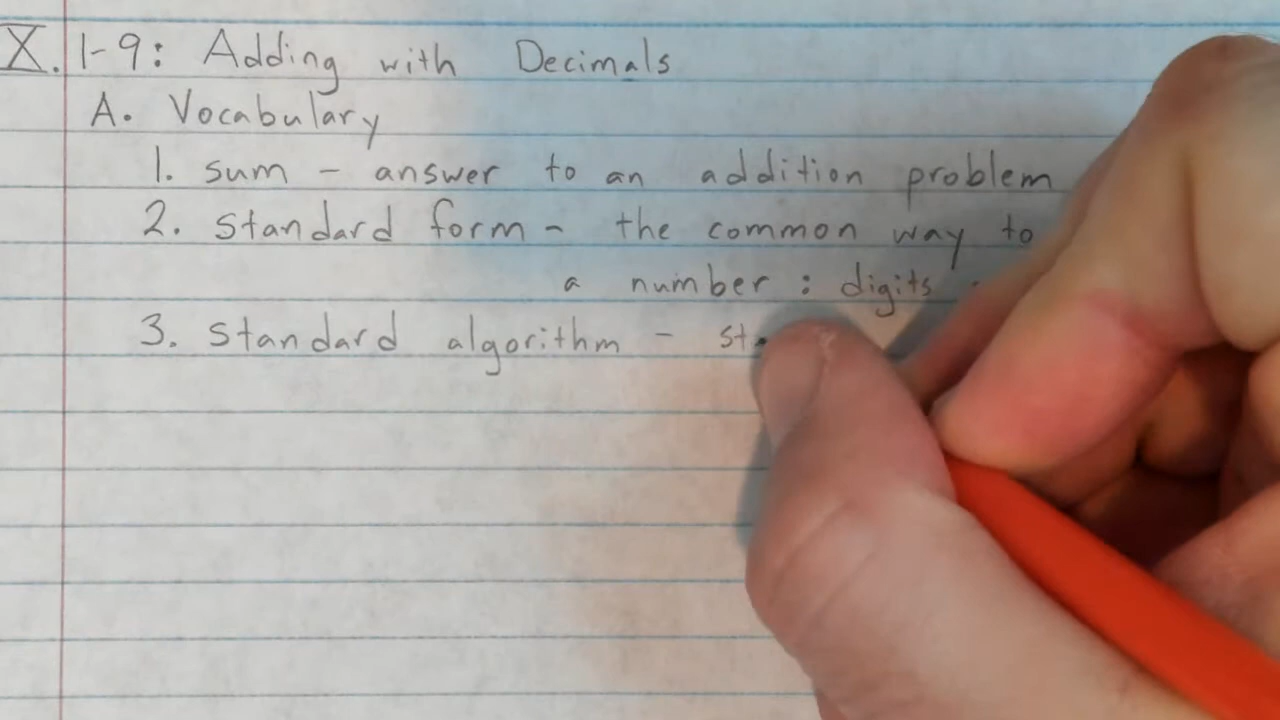 X. 1-9: Adding with Decimals
A. Vocabulary
1. sum - answer to an addition problem
2. standard form - the common way to
a number : digits
3. standard algorithm - st